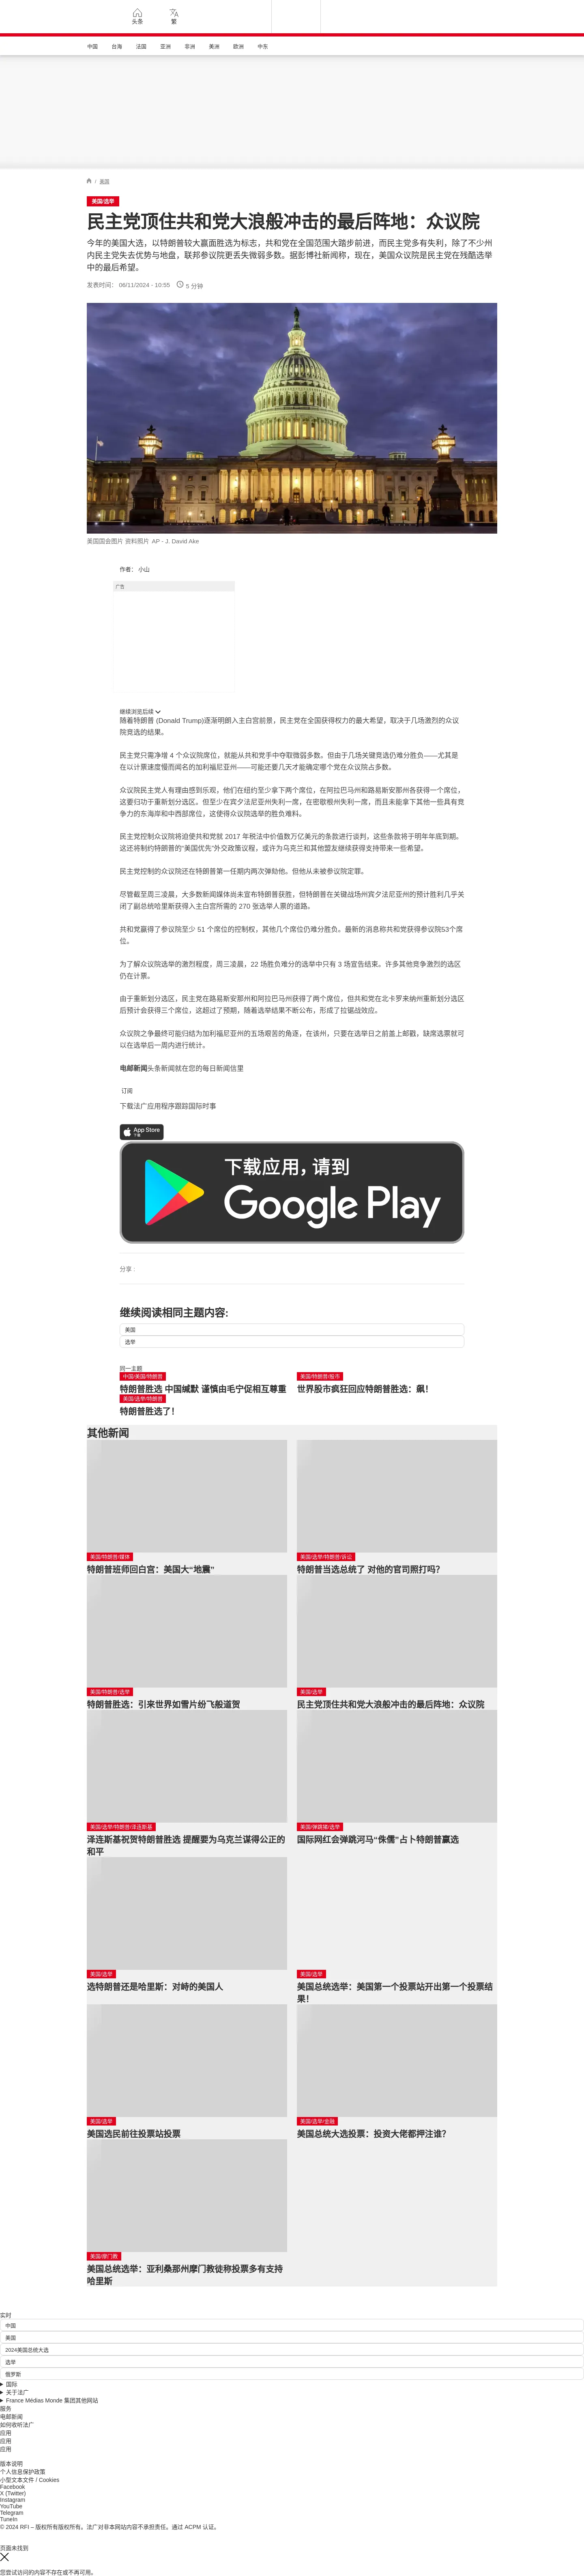 头条
繁
中国
台海
法国
亚洲
非洲
美洲
欧洲
中东
/ 美国
美国/选举
民主党顶住共和党大浪般冲击的最后阵地：众议院
今年的美国大选，以特朗普较大赢面胜选为标志，共和党在全国范围大踏步前进，而民主党多有失利，除了不少州
内民主党失去优势与地盘，联邦参议院更丢失微弱多数。据彭博社新闻称，现在，美国众议院是民主党在残酷选举
中的最后希望。
发表时间： 06/11/2024 - 10:55
5 分钟
美国国会图片 资料照片 AP - J. David Ake
作者： 小山
广告
继续浏览后续
随着特朗普 (Donald Trump)逐渐明朗入主白宫前景，民主党在全国获得权力的最大希望，取决于几场激烈的众议
院竞选的结果。
民主党只需净增 4 个众议院席位，就能从共和党手中夺取微弱多数。但由于几场关键竞选仍难分胜负——尤其是
在以计票速度慢而闻名的加利福尼亚州——可能还要几天才能确定哪个党在众议院占多数。
众议院民主党人有理由感到乐观，他们在纽约至少拿下两个席位，在阿拉巴马州和路易斯安那州各获得一个席位，
这要归功于重新划分选区。但至少在宾夕法尼亚州失利一席，在密歇根州失利一席，而且未能拿下其他一些具有竞
争力的东海岸和中西部席位，这使得众议院选举的胜负难料。
民主党控制众议院将迫使共和党就 2017 年税法中价值数万亿美元的条款进行谈判，这些条款将于明年年底到期。
这还将制约特朗普的“美国优先”外交政策议程，或许为乌克兰和其他盟友继续获得支持带来一些希望。
民主党控制的众议院还在特朗普第一任期内两次弹劾他。但他从未被参议院定罪。
尽管截至周三凌晨，大多数新闻媒体尚未宣布特朗普获胜，但特朗普在关键战场州宾夕法尼亚州的预计胜利几乎关
闭了副总统哈里斯获得入主白宫所需的 270 张选举人票的道路。
共和党赢得了参议院至少 51 个席位的控制权，其他几个席位仍难分胜负。最新的消息称共和党获得参议院53个席
位。
为了解众议院选举的激烈程度，周三凌晨，22 场胜负难分的选举中只有 3 场宣告结束。许多其他竞争激烈的选区
仍在计票。
由于重新划分选区，民主党在路易斯安那州和阿拉巴马州获得了两个席位，但共和党在北卡罗来纳州重新划分选区
后预计会获得三个席位，这超过了预期，随着选举结果不断公布，形成了拉锯战效应。
众议院之争最终可能归结为加利福尼亚州的五场艰苦的角逐，在该州，只要在选举日之前盖上邮戳，缺席选票就可
以在选举后一周内进行统计。
电邮新闻头条新闻就在您的每日新闻信里
订阅
下载法广应用程序跟踪国际时事
App Store
下载
下载应用，请到
Google Play
分享 :
继续阅读相同主题内容:
美国
选举
同一主题
中国/美国/特朗普
特朗普胜选 中国缄默 谨慎由毛宁促相互尊重
美国/特朗普/股市
世界股市疯狂回应特朗普胜选：飙！
美国/选举/特朗普
特朗普胜选了！
其他新闻
美国/特朗普/媒体
特朗普班师回白宫：美国大“地震”
美国/选举/特朗普/诉讼
特朗普当选总统了 对他的官司照打吗？
美国/特朗普/选举
特朗普胜选：引来世界如雪片纷飞般道贺
美国/选举
民主党顶住共和党大浪般冲击的最后阵地：众议院
美国/选举/特朗普/泽连斯基
泽连斯基祝贺特朗普胜选 提醒要为乌克兰谋得公正的
和平
美国/弹跳猪/选举
国际网红会弹跳河马“侏儒”占卜特朗普赢选
美国/选举
选特朗普还是哈里斯：对峙的美国人
美国/选举
美国总统选举：美国第一个投票站开出第一个投票结
果！
美国/选举
美国选民前往投票站投票
美国/选举/金融
美国总统大选投票：投资大佬都押注谁？
美国/摩门教
美国总统选举：亚利桑那州摩门教徒称投票多有支持
哈里斯
实时
中国
美国
2024美国总统大选
选举
俄罗斯
国际
关于法广
France Médias Monde 集团其他网站
服务
电邮新闻
如何收听法广
应用
应用
应用
版本说明
个人信息保护政策
小型文本文件 / Cookies
Facebook
X (Twitter)
Instagram
YouTube
Telegram
TuneIn
© 2024 RFI – 版权所有版权所有。法广对非本网站内容不承担责任。通过 ACPM 认证。
页面未找到
您尝试访问的内容不存在或不再可用。